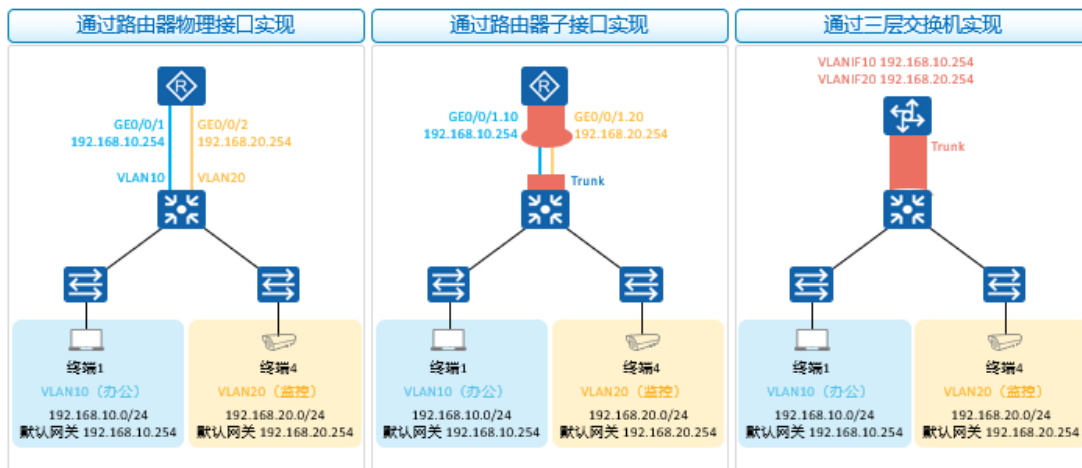 通过路由器物理接口实现
R
GE0/0/1
192.168.10.254
GE0/0/2
192.168.20.254
VLAN10
VLAN20
终端1
VLAN10（办公）
192.168.10.0/24
默认网关 192.168.10.254
终端4
VLAN20（监控）
192.168.20.0/24
默认网关 192.168.20.254
通过路由器子接口实现
R
GE0/0/1.10
192.168.10.254
GE0/0/1.20
192.168.20.254
Trunk
终端1
VLAN10（办公）
192.168.10.0/24
默认网关 192.168.10.254
终端4
VLAN20（监控）
192.168.20.0/24
默认网关 192.168.20.254
通过三层交换机实现
VLANIF10 192.168.10.254
VLANIF20 192.168.20.254
Trunk
终端1
VLAN10（办公）
192.168.10.0/24
默认网关 192.168.10.254
终端4
VLAN20（监控）
192.168.20.0/24
默认网关 192.168.20.254